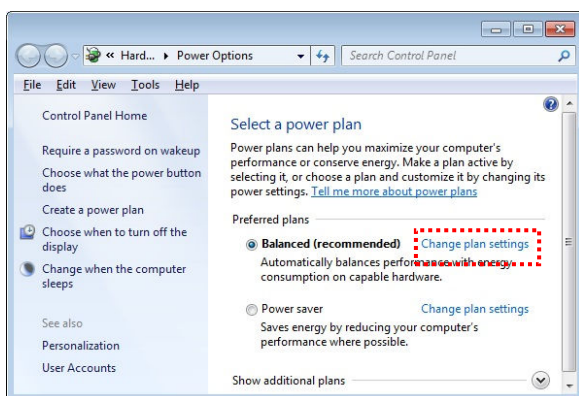 « Hard... ▸ Power Options
Search Control Panel
File Edit View Tools Help
Control Panel Home
Require a password on wakeup
Choose what the power button
does
Create a power plan
Choose when to turn off the
display
Change when the computer
sleeps
See also
Personalization
User Accounts
Select a power plan
Power plans can help you maximize your computer's
performance or conserve energy. Make a plan active by
selecting it, or choose a plan and customize it by changing its
power settings. Tell me more about power plans
Preferred plans
Balanced (recommended) Change plan settings
Automatically balances performance with energy
consumption on capable hardware.
Power saver Change plan settings
Saves energy by reducing your computer's
performance where possible.
Show additional plans